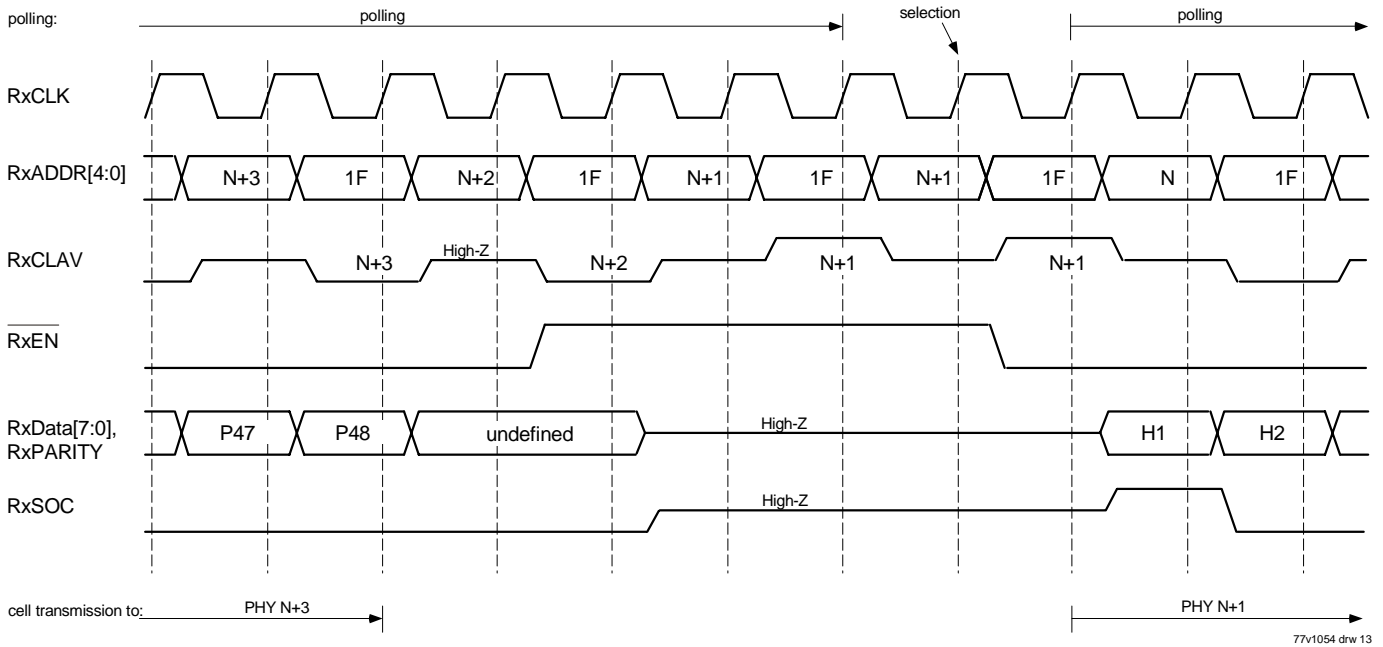 polling: polling selection polling
RxCLK
RxADDR[4:0] N+3 1F N+2 1F N+1 1F N+1 1F N 1F
RxCLAV N+3 High-Z N+2 N+1 N+1
RxEN
RxData[7:0],
RxPARITY P47 P48 undefined High-Z H1 H2
RxSOC High-Z
cell transmission to: PHY N+3 PHY N+1
77v1054 drw 13